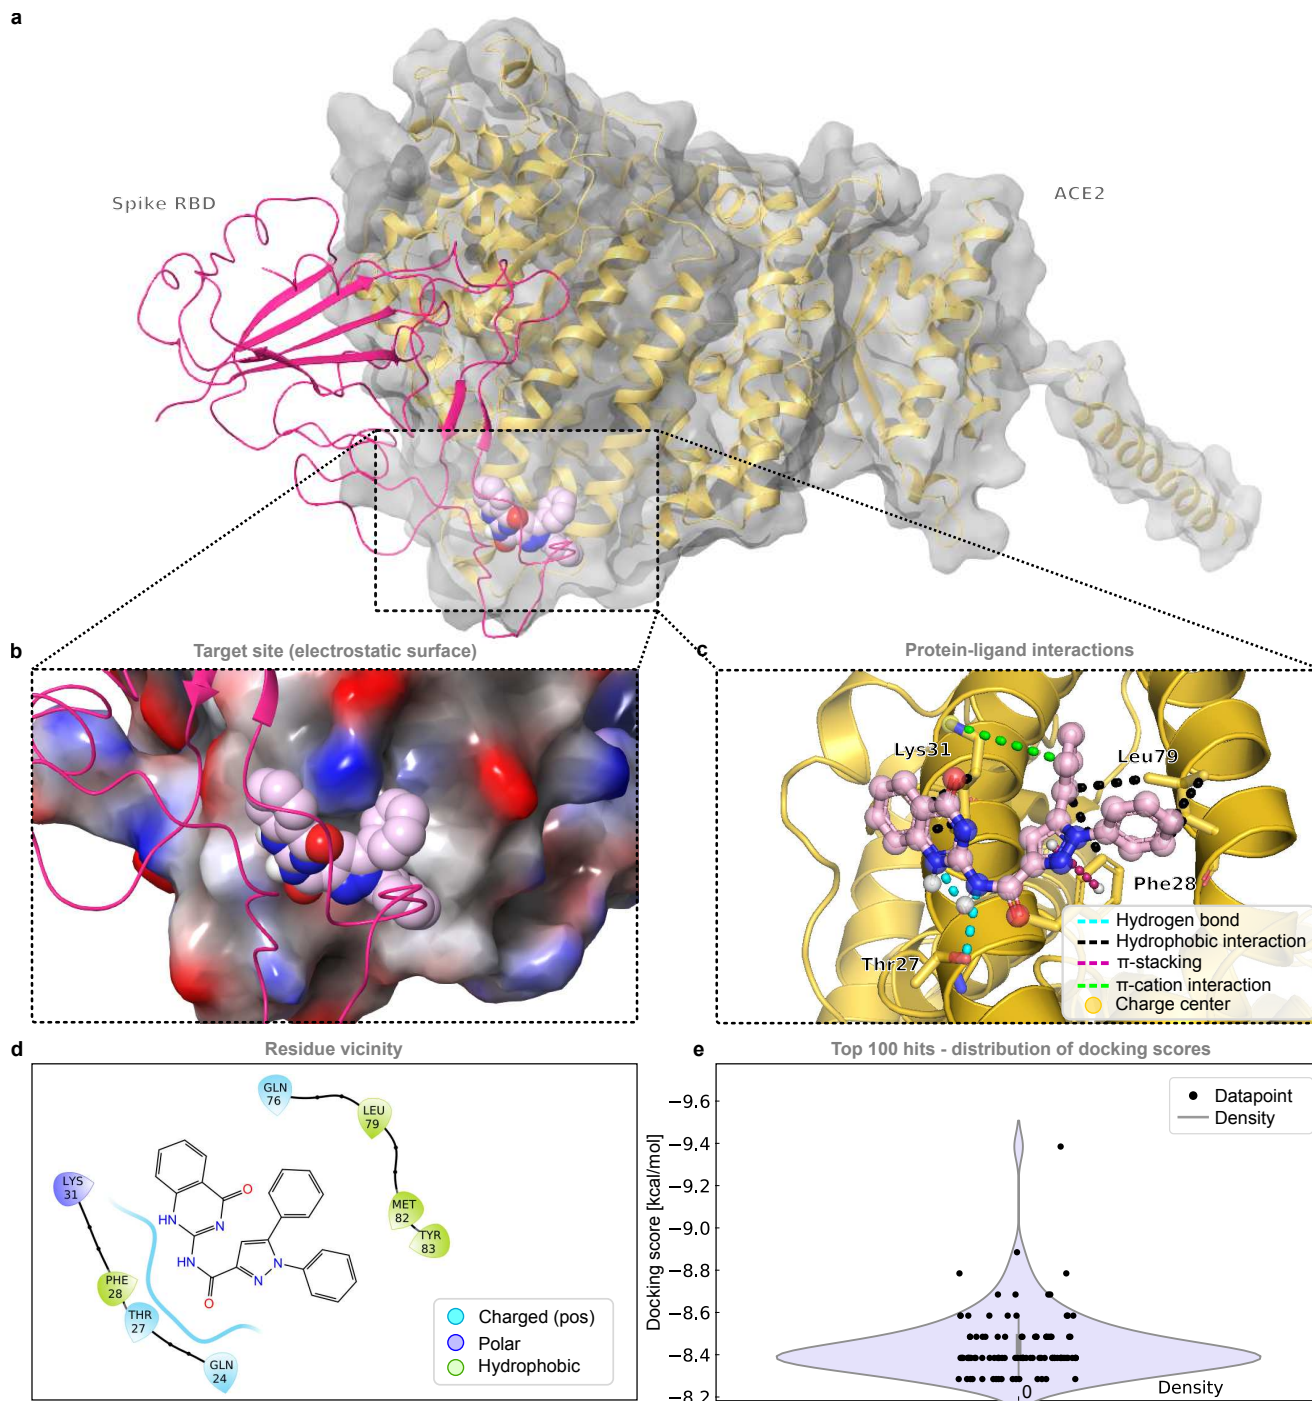 a
Spike RBD
ACE2
b
Target site (electrostatic surface)
c
Protein-ligand interactions
Lys31
Leu79
Phe28
Thr27
Hydrogen bond
Hydrophobic interaction
π-stacking
π-cation interaction
Charge center
d
Residue vicinity
GLN
76
LEU
79
LYS
31
MET
82
TYR
83
PHE
28
THR
27
GLN
24
O
HN
N
HN
N
N
O
Charged (pos)
Polar
Hydrophobic
e
Top 100 hits - distribution of docking scores
Docking score [kcal/mol]
−9.6
−9.4
−9.2
−9.0
−8.8
−8.6
−8.4
−8.2
Datapoint
Density
0
Density